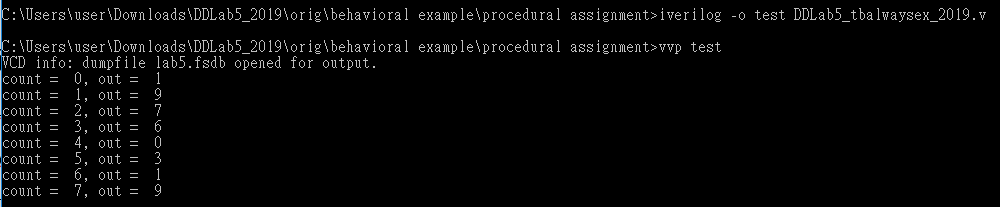 C:\Users\user\Downloads\DDLab5_2019\orig\behavioral example\procedural assignment>iverilog -o test DDLab5_tbalwaysex_2019.v
C:\Users\user\Downloads\DDLab5_2019\orig\behavioral example\procedural assignment>vvp test
VCD info: dumpfile lab5.fsdb opened for output.
count =  0, out =  1
count =  1, out =  9
count =  2, out =  7
count =  3, out =  6
count =  4, out =  0
count =  5, out =  3
count =  6, out =  1
count =  7, out =  9